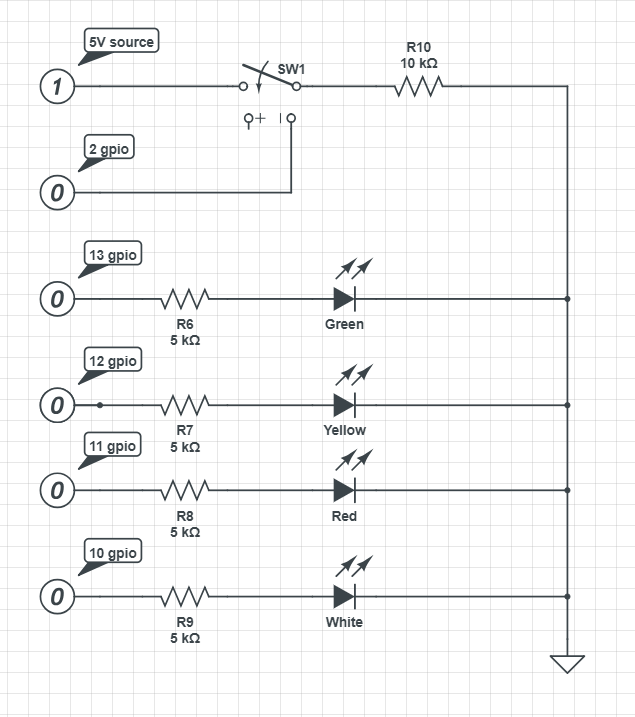 5V source
1
SW1
R10
10 kΩ
+ |
2 gpio
0
13 gpio
0
R6
5 kΩ
Green
12 gpio
0
R7
5 kΩ
Yellow
11 gpio
0
R8
5 kΩ
Red
10 gpio
0
R9
5 kΩ
White